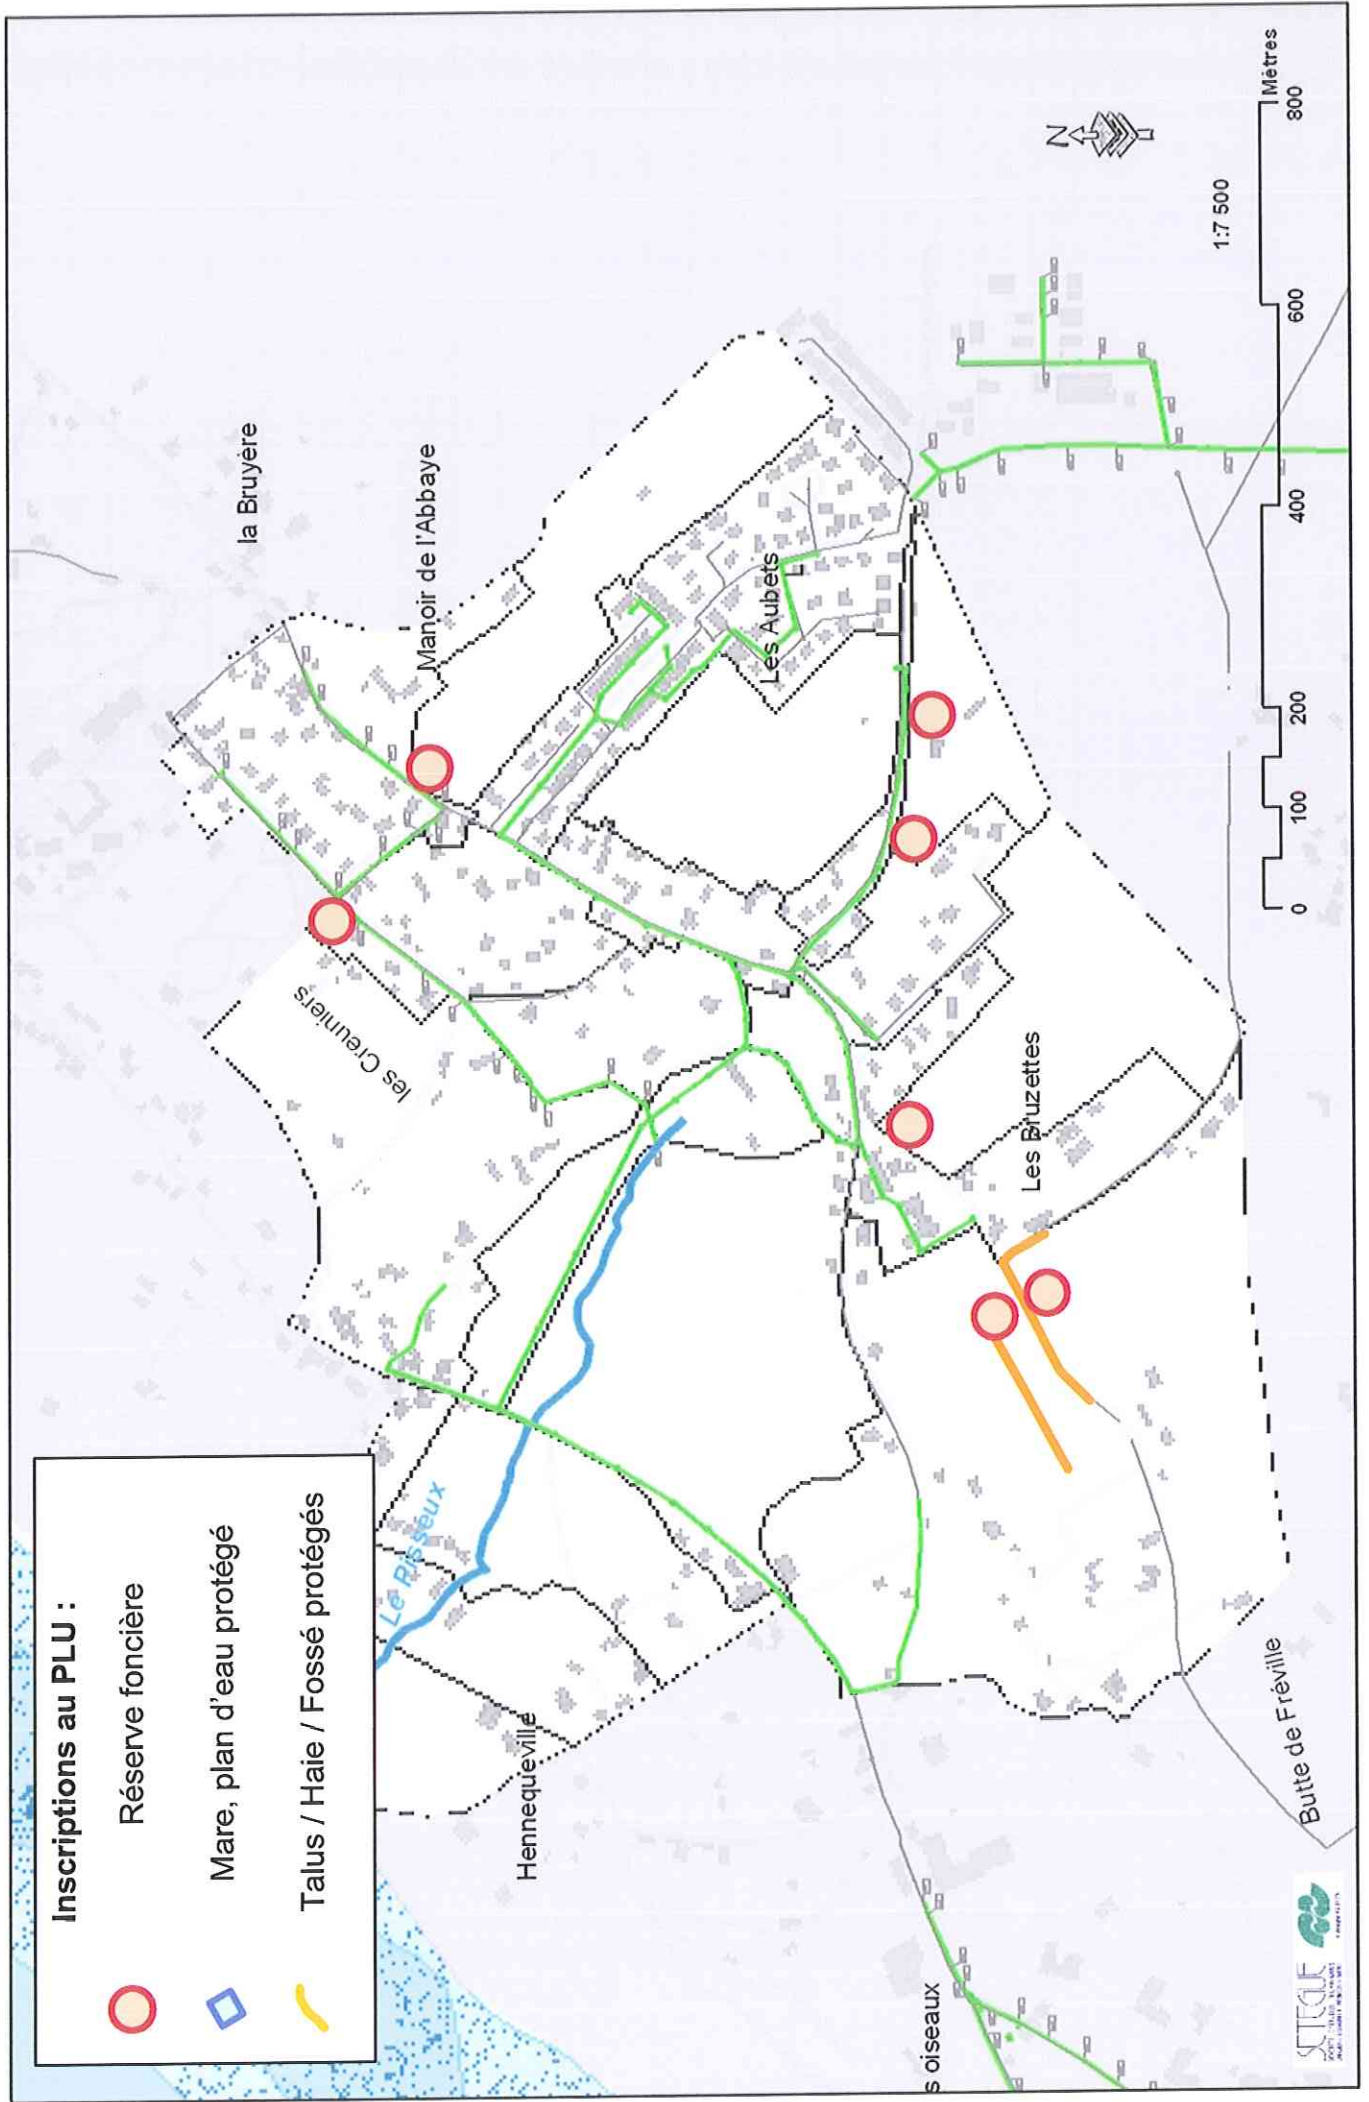 Inscriptions au PLU :
Réserve foncière
Mare, plan d'eau protégé
Talus / Haie / Fossé protégés
la Bruyère
Manoir de l'Abbaye
les Creuniers
Le Risseux
Hennequeville
Les Aubets
Les Bruzettes
s oiseaux
Butte de Fréville
N
1:7 500
0 100 200 400 600 800
Mètres
SETEGUE